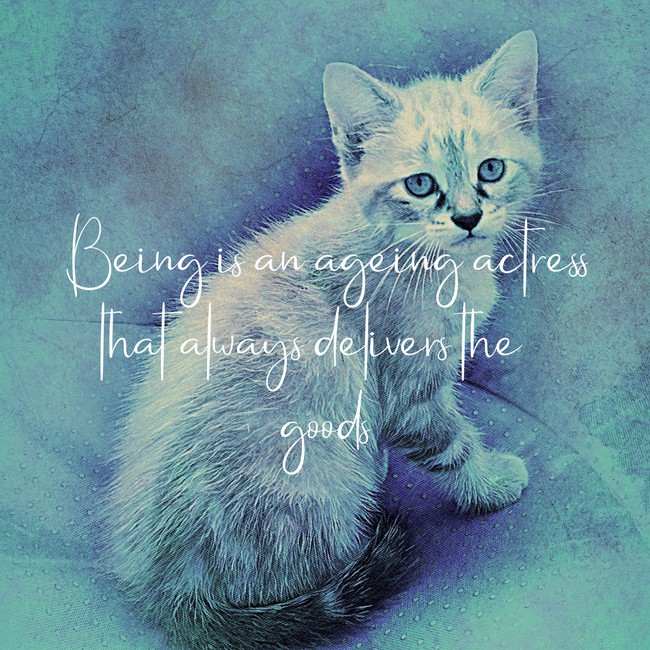 Being is an ageing actress
that always delivers the
goods